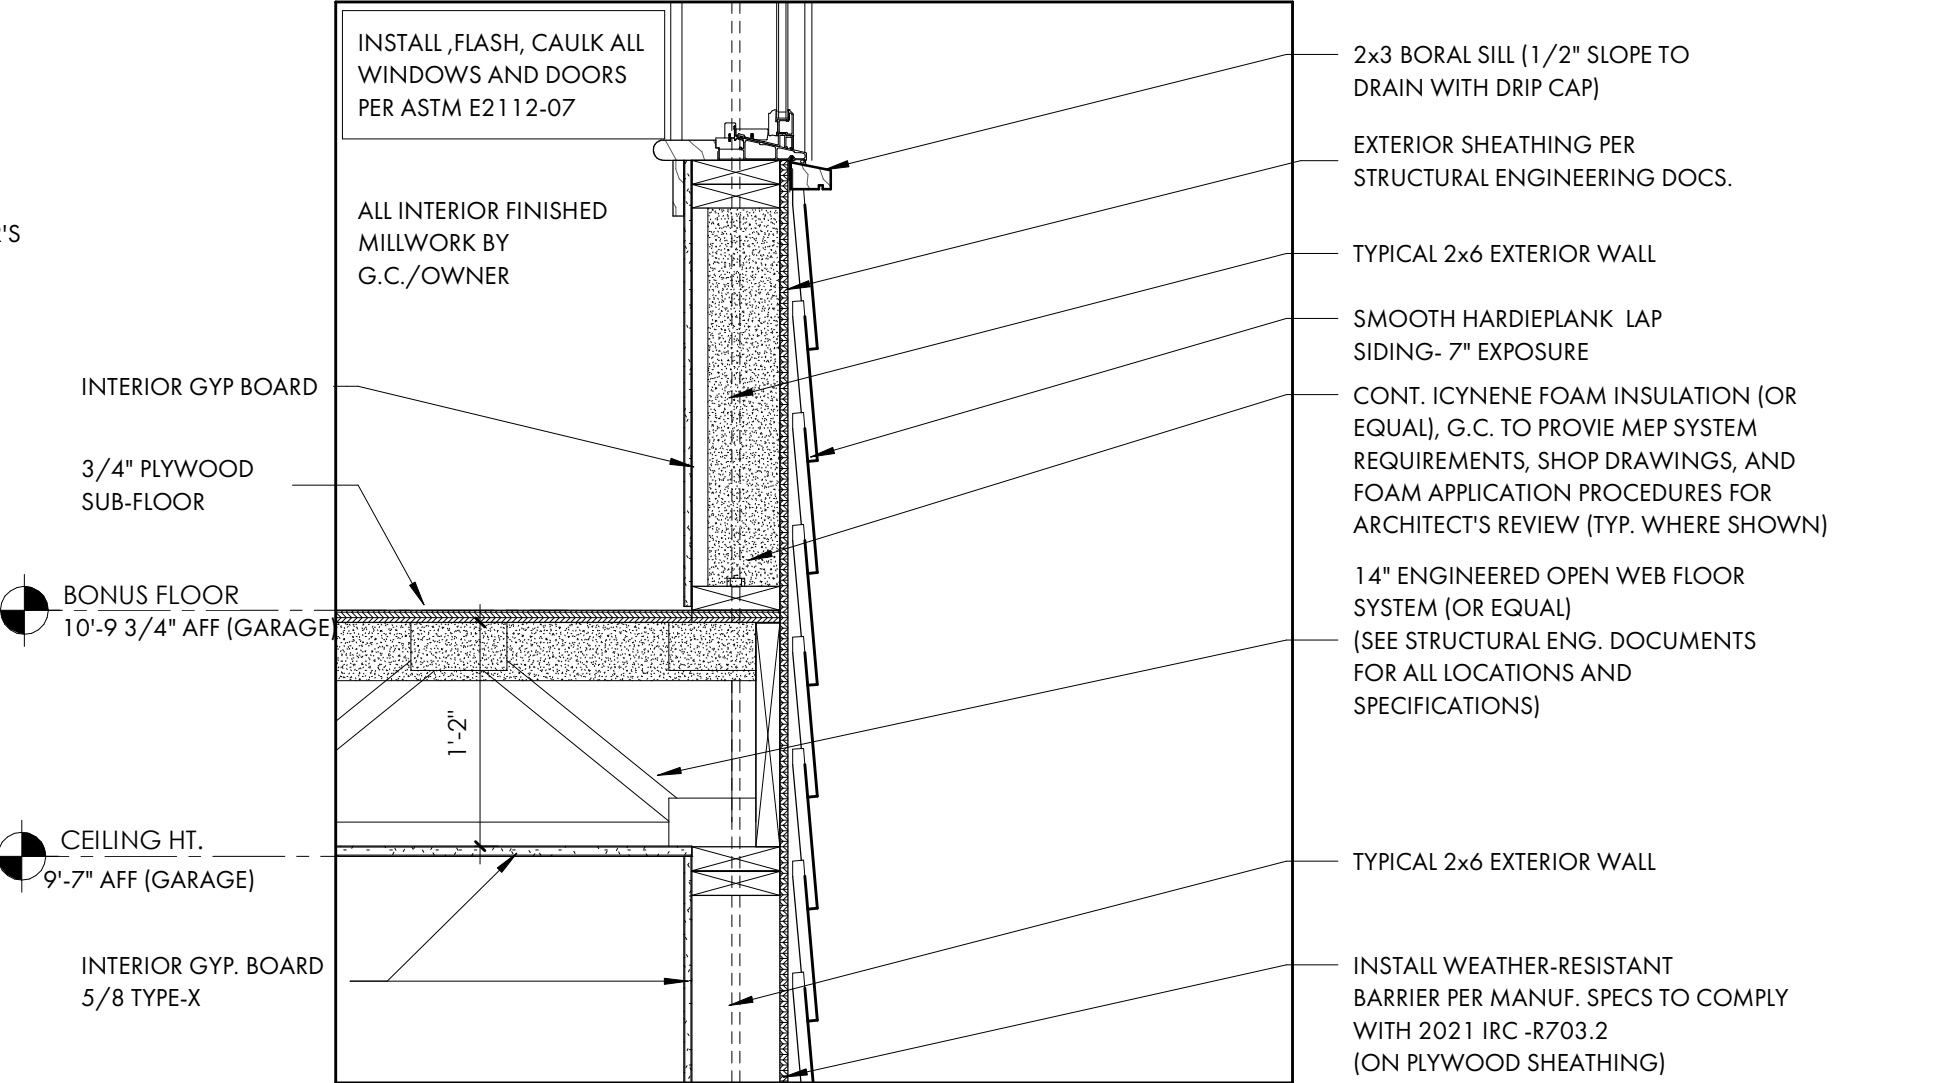 INSTALL ,FLASH, CAULK ALL
WINDOWS AND DOORS
PER ASTM E2112-07
ALL INTERIOR FINISHED
MILLWORK BY
G.C./OWNER
'S
INTERIOR GYP BOARD
3/4" PLYWOOD
SUB-FLOOR
BONUS FLOOR
10'-9 3/4" AFF (GARAGE)
1'-2"
CEILING HT.
9'-7" AFF (GARAGE)
INTERIOR GYP. BOARD
5/8 TYPE-X
2x3 BORAL SILL (1/2" SLOPE TO
DRAIN WITH DRIP CAP)
EXTERIOR SHEATHING PER
STRUCTURAL ENGINEERING DOCS.
TYPICAL 2x6 EXTERIOR WALL
SMOOTH HARDIEPLANK  LAP
SIDING- 7" EXPOSURE
CONT. ICYNENE FOAM INSULATION (OR
EQUAL), G.C. TO PROVIE MEP SYSTEM
REQUIREMENTS, SHOP DRAWINGS, AND
FOAM APPLICATION PROCEDURES FOR
ARCHITECT'S REVIEW (TYP. WHERE SHOWN)
14" ENGINEERED OPEN WEB FLOOR
SYSTEM (OR EQUAL)
(SEE STRUCTURAL ENG. DOCUMENTS
FOR ALL LOCATIONS AND
SPECIFICATIONS)
TYPICAL 2x6 EXTERIOR WALL
INSTALL WEATHER-RESISTANT
BARRIER PER MANUF. SPECS TO COMPLY
WITH 2021 IRC -R703.2
(ON PLYWOOD SHEATHING)